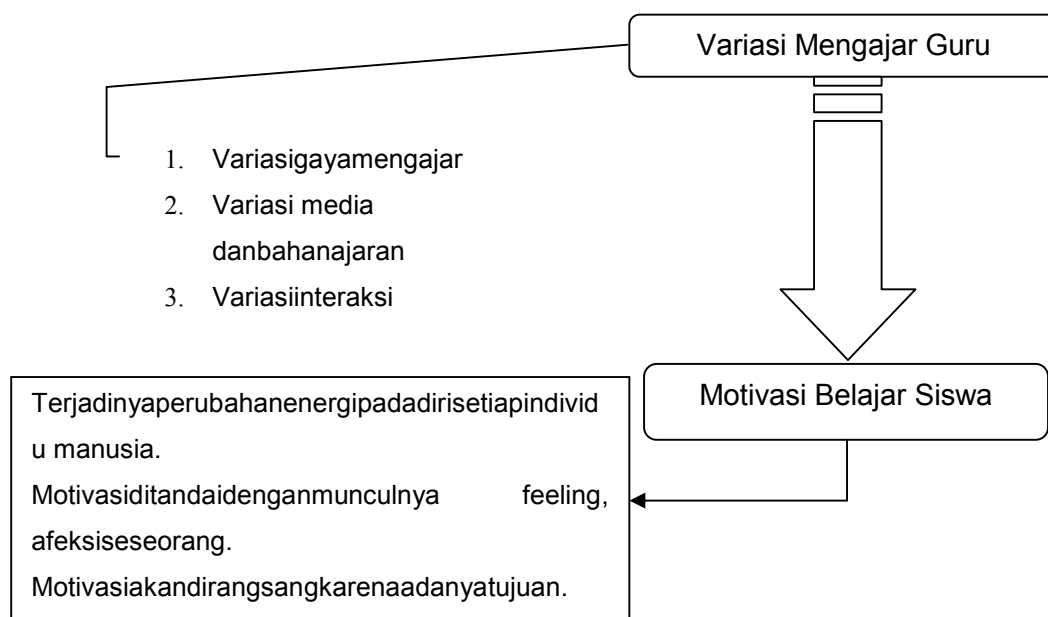 Variasi Mengajar Guru
1. Variasigayamengajar
2. Variasi media
danbahanajaran
3. Variasiinteraksi
Motivasi Belajar Siswa
Terjadinyaperubahanenergipadadirisetiapindivid
u manusia.
Motivasiditandaidenganmunculnya feeling,
afeksiseseorang.
Motivasiakandirangsangkarenaadanyatujuan.